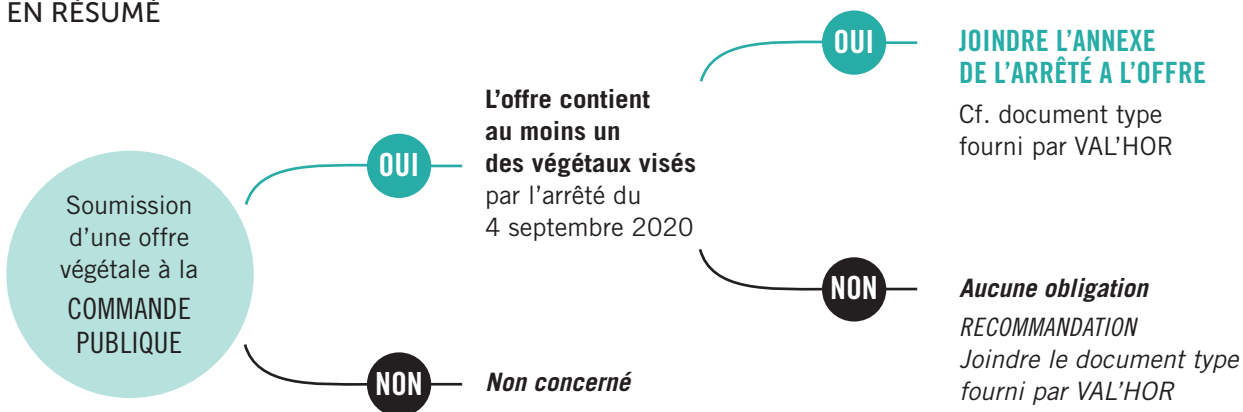 EN RÉSUMÉ
Soumission
d'une offre
végétale à la
COMMANDE
PUBLIQUE
OUI
L'offre contient
au moins un
des végétaux visés
par l'arrêté du
4 septembre 2020
OUI
JOINDRE L'ANNEXE
DE L'ARRÊTÉ A L'OFFRE
Cf. document type
fourni par VAL'HOR
NON
Aucune obligation
RECOMMANDATION
Joindre le document type
fourni par VAL'HOR
NON
Non concerné